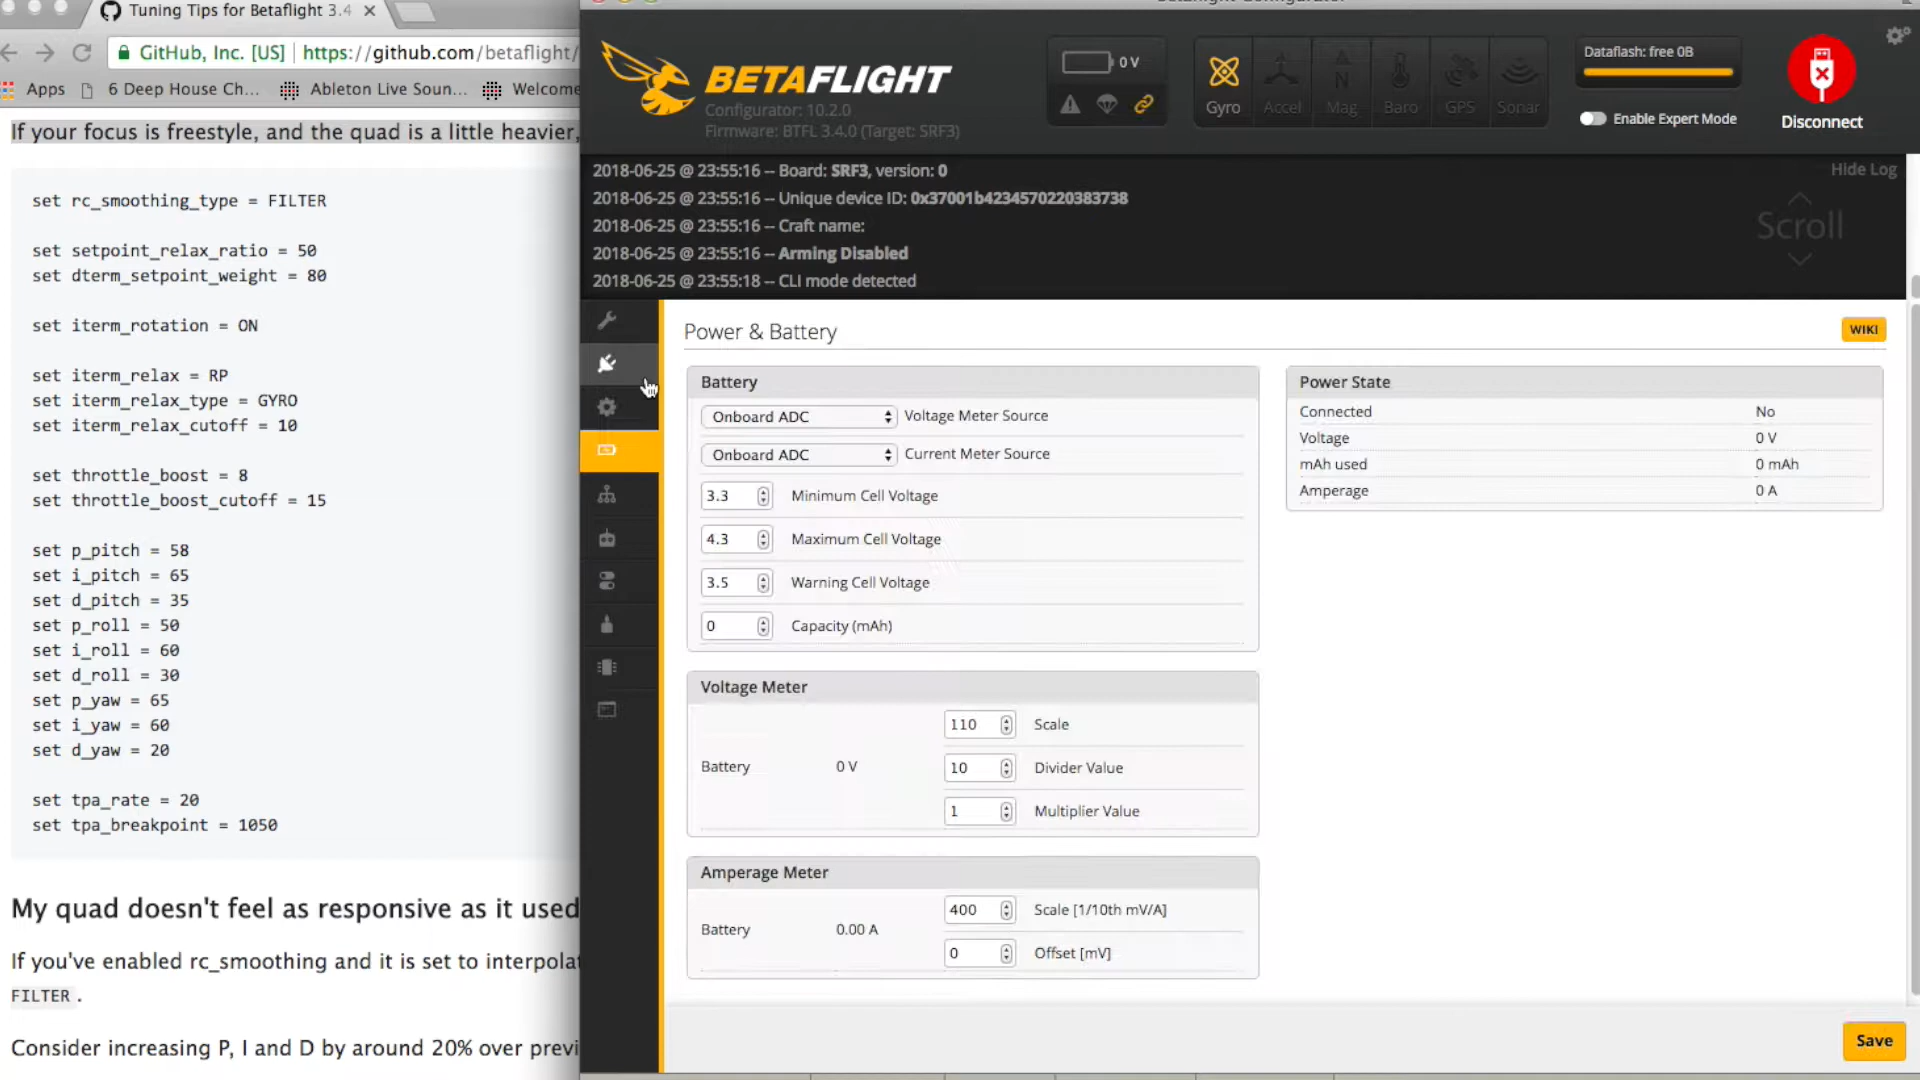 Tuning Tips for Betaflight 3.4
GitHub, Inc. [US]
https://github.com/betaflight/
Apps
6 Deep House Ch...
Ableton Live Soun...
Welcome
If your focus is freestyle, and the quad is a little heavier,
set rc_smoothing_type = FILTER
set setpoint_relax_ratio = 50
set dterm_setpoint_weight = 80
set iterm_rotation = ON
set iterm_relax = RP
set iterm_relax_type = GYRO
set iterm_relax_cutoff = 10
set throttle_boost = 8
set throttle_boost_cutoff = 15
set p_pitch = 58
set i_pitch = 65
set d_pitch = 35
set p_roll = 50
set i_roll = 60
set d_roll = 30
set p_yaw = 65
set i_yaw = 60
set d_yaw = 20
set tpa_rate = 20
set tpa_breakpoint = 1050
My quad doesn't feel as responsive as it used
If you've enabled rc_smoothing and it is set to interpola
FILTER .
Consider increasing P, I and D by around 20% over previ
BETAFLIGHT
Configurator: 10.2.0
Firmware: BTFL 3.4.0 (Target: SRF3)
0 V
Gyro
Accel
Mag
Baro
GPS
Sonar
Dataflash: free 0B
Enable Expert Mode
Disconnect
2018-06-25 @ 23:55:16 -- Board: SRF3, version: 0
2018-06-25 @ 23:55:16 -- Unique device ID: 0x37001b4234570220383738
2018-06-25 @ 23:55:16 -- Craft name:
2018-06-25 @ 23:55:16 -- Arming Disabled
2018-06-25 @ 23:55:18 -- CLI mode detected
Hide Log
Scroll
Power & Battery
WIKI
Battery
Onboard ADC Voltage Meter Source
Onboard ADC Current Meter Source
3.3 Minimum Cell Voltage
4.3 Maximum Cell Voltage
3.5 Warning Cell Voltage
0 Capacity (mAh)
Power State
Connected No
Voltage 0 V
mAh used 0 mAh
Amperage 0 A
Voltage Meter
Battery 0 V
110 Scale
10 Divider Value
1 Multiplier Value
Amperage Meter
Battery 0.00 A
400 Scale [1/10th mV/A]
0 Offset [mV]
Save